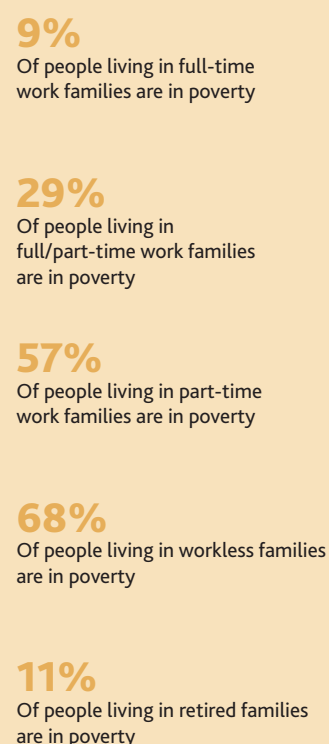 9%
Of people living in full-time
work families are in poverty
29%
Of people living in
full/part-time work families
are in poverty
57%
Of people living in part-time
work families are in poverty
68%
Of people living in workless families
are in poverty
11%
Of people living in retired families
are in poverty